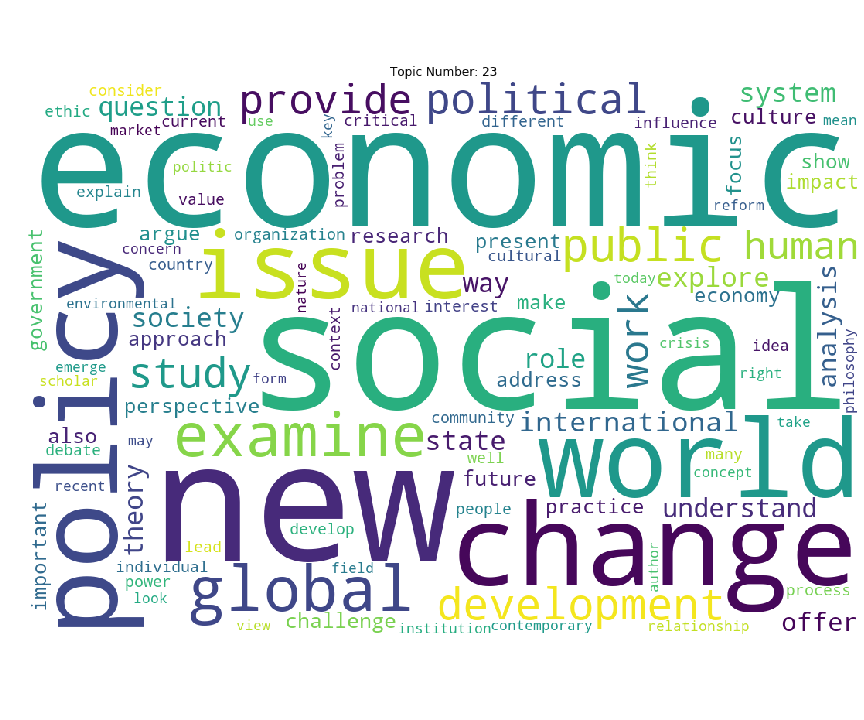 Topic Number: 23
consider
provide
political
system
ethic
question
market
current
use
key
critical
different
influence
culture
mean
economic
politic
explain
value
problem
think
focus
show
impact
reform
government
policy
argue
organization
research
concern
country
issue
nature
present
cultural
public
human
way
today
explore
environmental
society
approach
context
national
interest
make
work
economy
analysis
emerge
scholar
study
form
social
role
address
crisis
idea
right
philosophy
perspective
also
debate
may
examine
state
community
international
take
well
many
concept
recent
theory
new
future
world
important
people
practice
understand
lead
develop
change
individual
power
look
field
global
author
process
development
view
challenge
institution
contemporary
relationship
offer